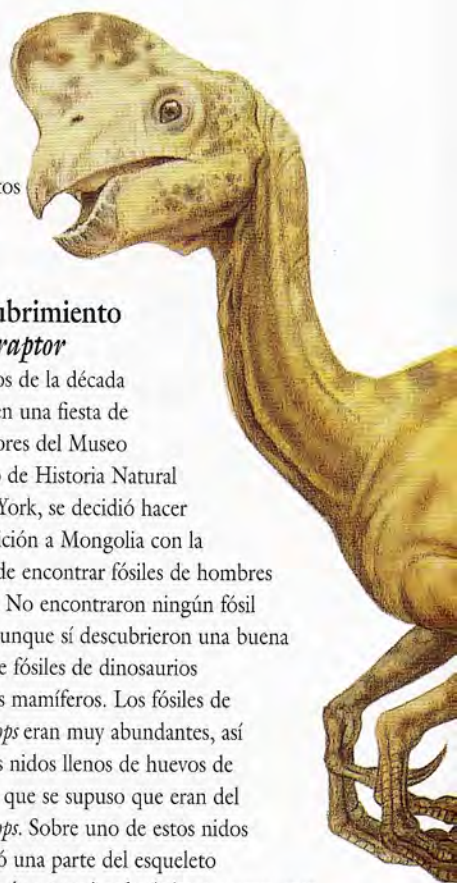 tos
ubrimiento
raptor
os de la década
en una fiesta de
ores del Museo
o de Historia Natural
York, se decidió hacer
ición a Mongolia con la
de encontrar fósiles de hombres
. No encontraron ningún fósil
unque sí descubrieron una buena
e fósiles de dinosaurios
s mamíferos. Los fósiles de
ops eran muy abundantes, así
s nidos llenos de huevos de
que se supuso que eran del
ops. Sobre uno de estos nidos
ó una parte del esqueleto